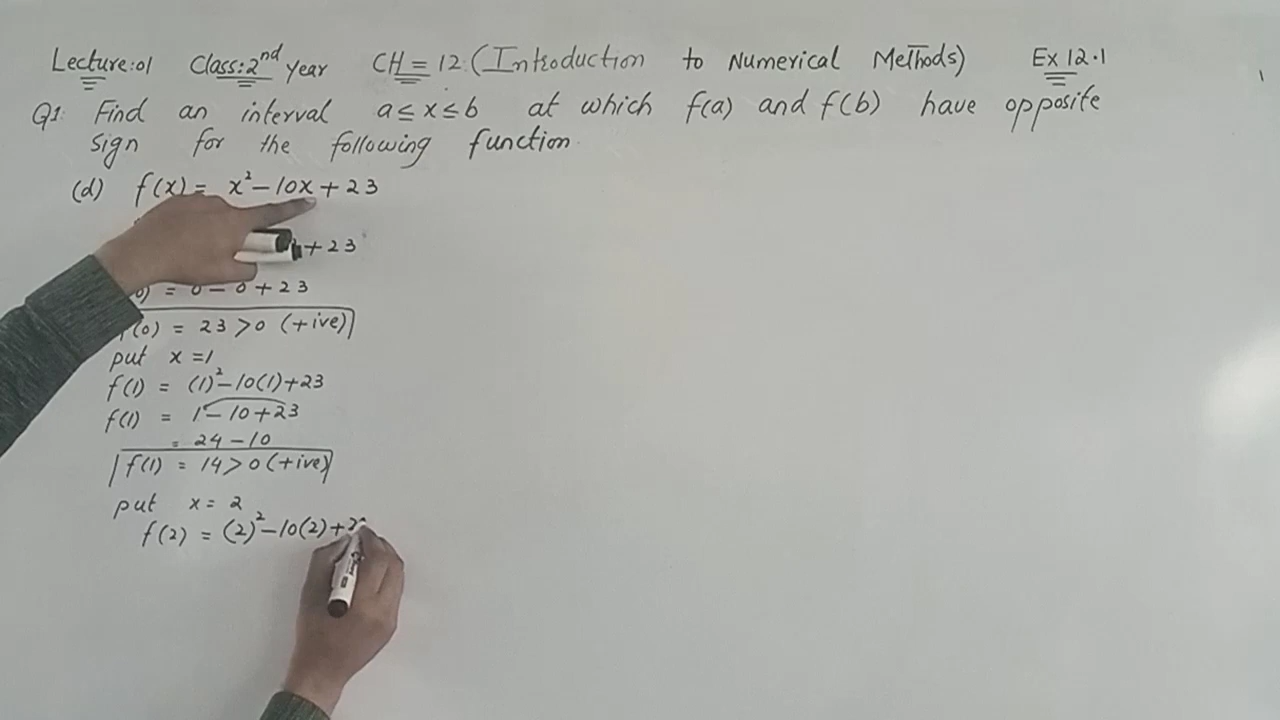 Lecture:01 Class:2nd year CH = 12 (Introduction to Numerical Methods) Ex 12.1
Q1: Find an interval a ≤ x ≤ b at which f(a) and f(b) have opposite
sign for the following function.
(d) f(x) = x² - 10x + 23
+ 23
0) = 0 - 0 + 23
f(0) = 23 > 0 (+ive)
put x = 1
f(1) = (1)² - 10(1) + 23
f(1) = 1 - 10 + 23
= 24 - 10
f(1) = 14 > 0 (+ive)
put x = 2
f(2) = (2)² - 10(2) + 2